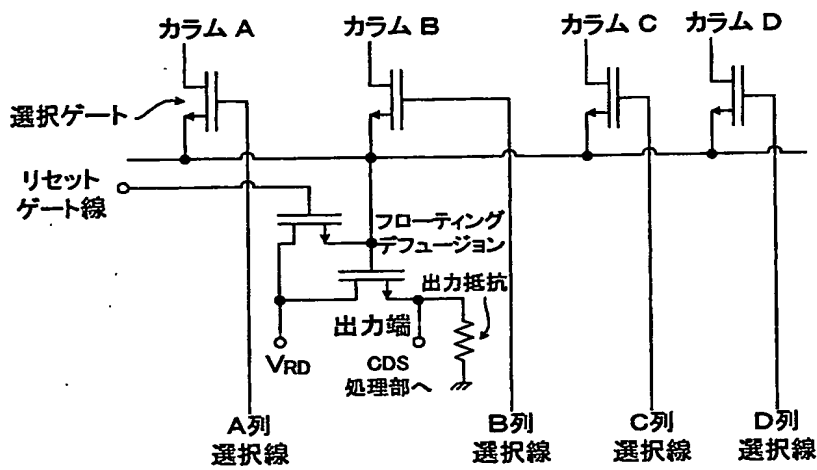 カラム A
カラム B
カラム C
カラム D
選択ゲート
リセット
ゲート線
フローティング
デフュージョン
出力抵抗
出力端
VRD
CDS
処理部へ
A列
選択線
B列
選択線
C列
選択線
D列
選択線